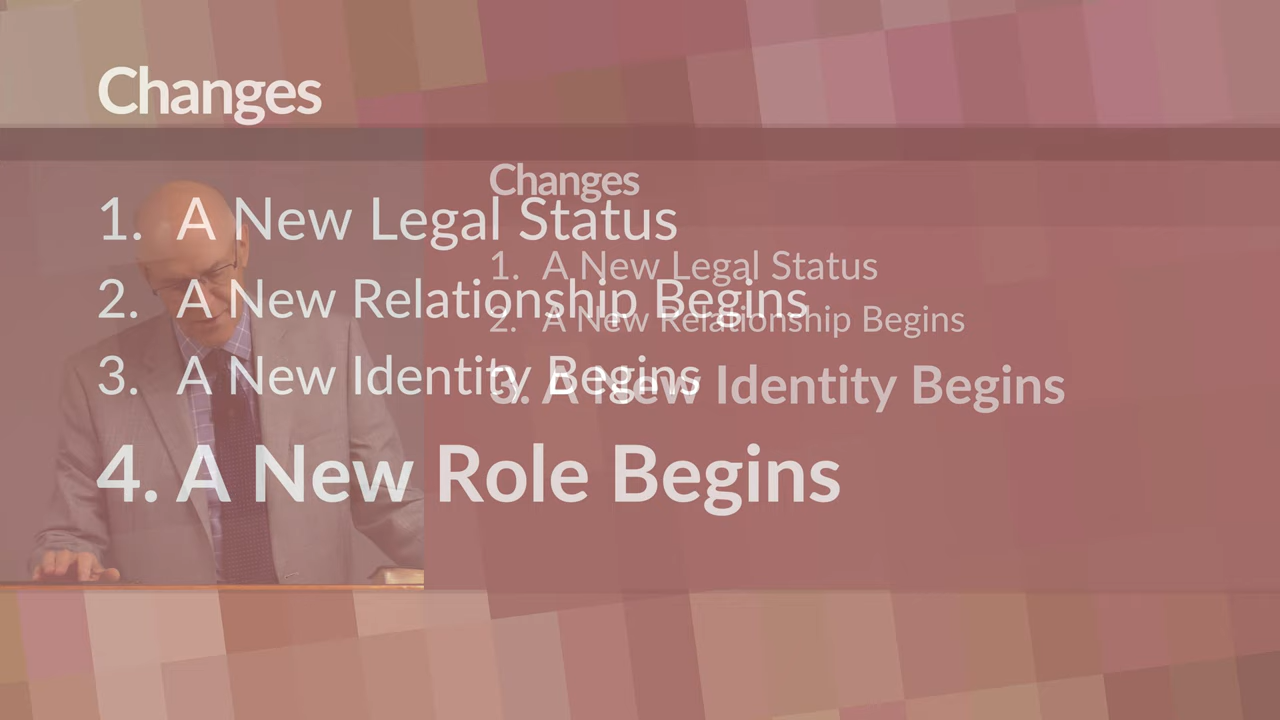 Changes
1. A New Legal Status
2. A New Relationship Begins
3. A New Identity Begins
4. A New Role Begins
Changes
1. A New Legal Status
2. A New Relationship Begins
3. A New Identity Begins